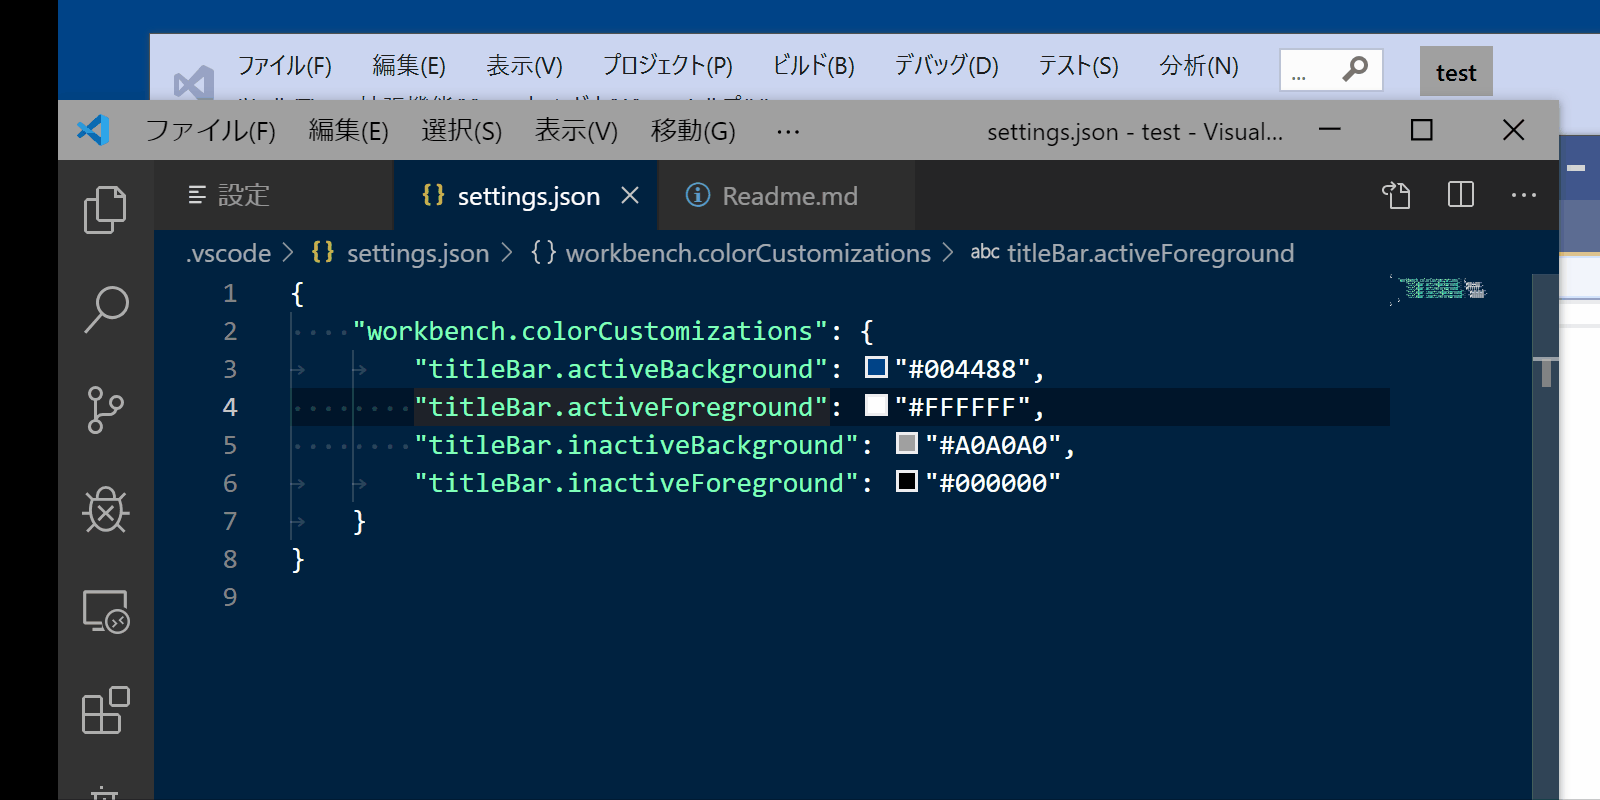 ファイル(F) 編集(E) 表示(V) プロジェクト(P) ビルド(B) デバッグ(D) テスト(S) 分析(N) ... test
ファイル(F) 編集(E) 選択(S) 表示(V) 移動(G) ... settings.json - test - Visual...
設定 {} settings.json Readme.md
.vscode > {} settings.json > {} workbench.colorCustomizations > abc titleBar.activeForeground
1 {
2 "workbench.colorCustomizations": {
3 "titleBar.activeBackground": "#004488",
4 "titleBar.activeForeground": "#FFFFFF",
5 "titleBar.inactiveBackground": "#A0A0A0",
6 "titleBar.inactiveForeground": "#000000"
7 }
8 }
9